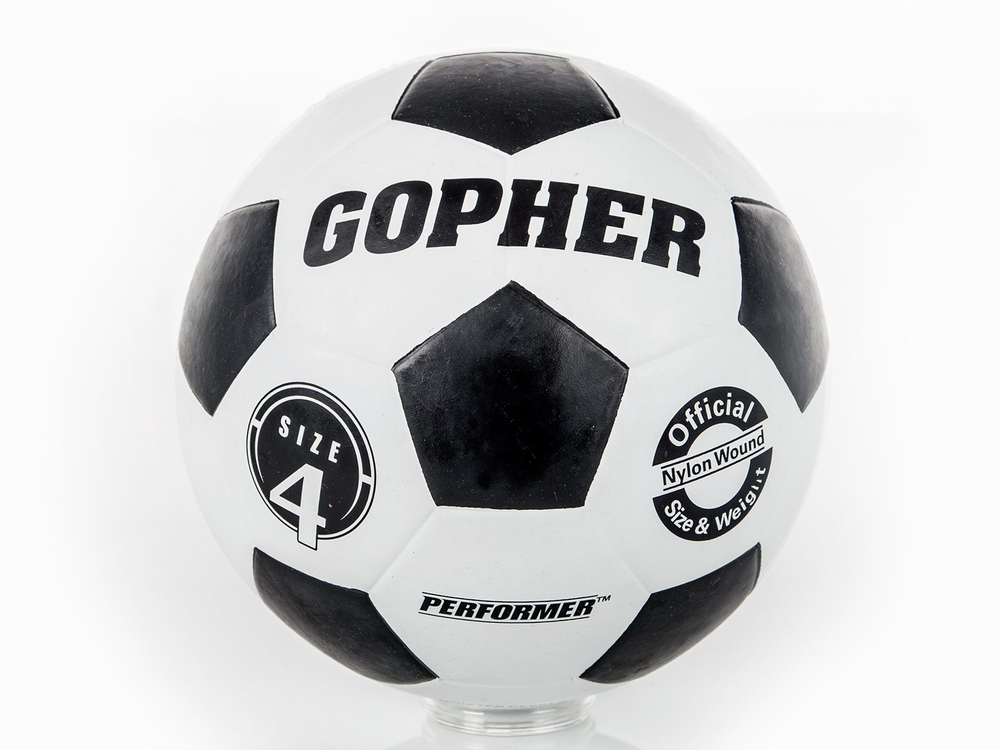 GOPHER
SIZE
4
Official
Nylon Wound
Size & Weight
PERFORMER™